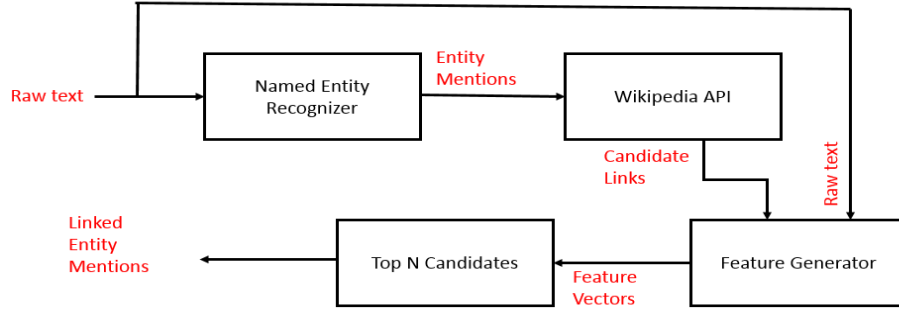 Raw text
Named Entity
Recognizer
Entity
Mentions
Wikipedia API
Candidate
Links
Raw text
Linked
Entity
Mentions
Top N Candidates
Feature
Vectors
Feature Generator